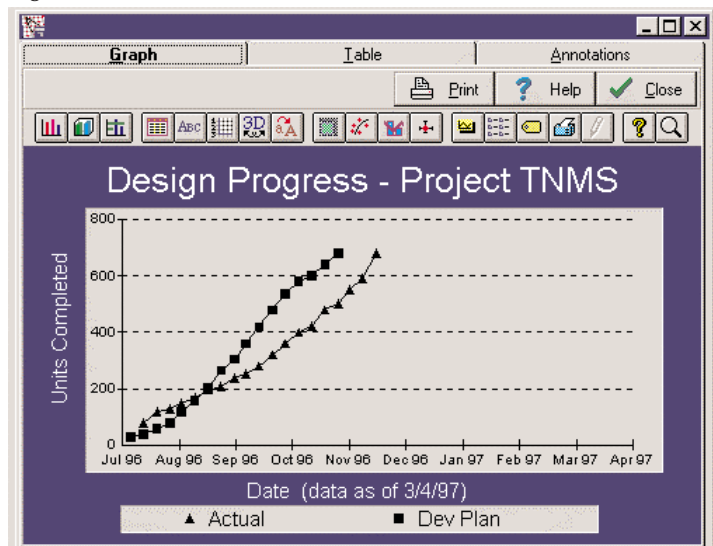 Graph Table Annotations
Print Help Close
ABC 3D A
Design Progress - Project TNMS
800
600
400
200
0
Units Completed
Jul 96 Aug 96 Sep 96 Oct 96 Nov 96 Dec 96 Jan 97 Feb 97 Mar 97 Apr 97
Date (data as of 3/4/97)
Actual Dev Plan